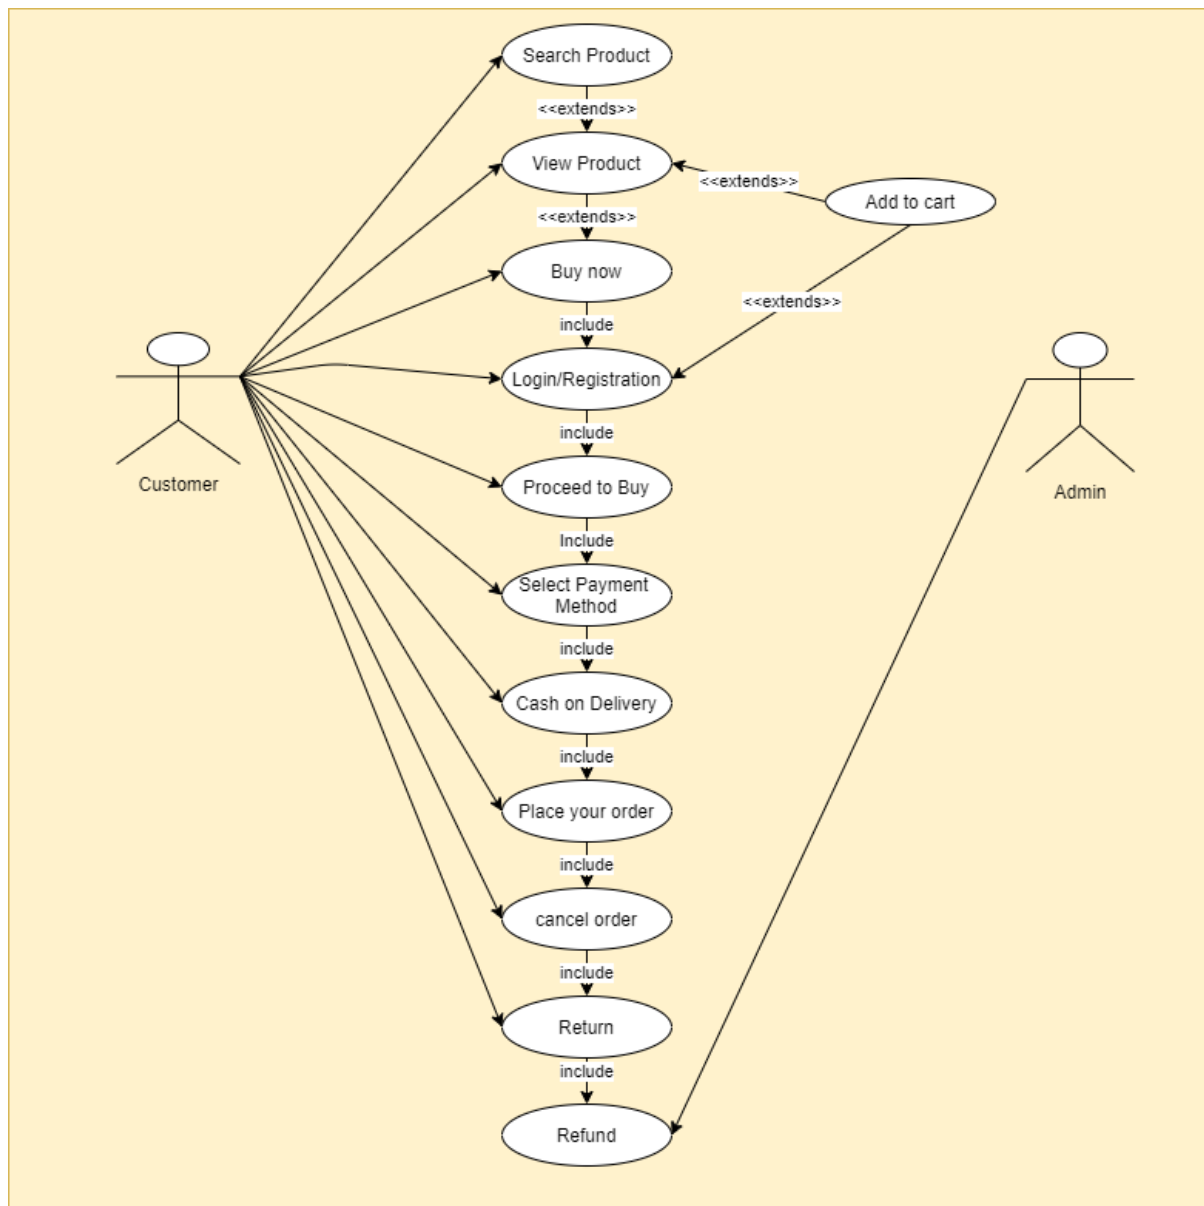 Search Product
<<extends>>
View Product
<<extends>>
Add to cart
<<extends>>
Buy now
<<extends>>
include
Login/Registration
include
Customer
Proceed to Buy
Admin
Include
Select Payment
Method
include
Cash on Delivery
include
Place your order
include
cancel order
include
Return
include
Refund